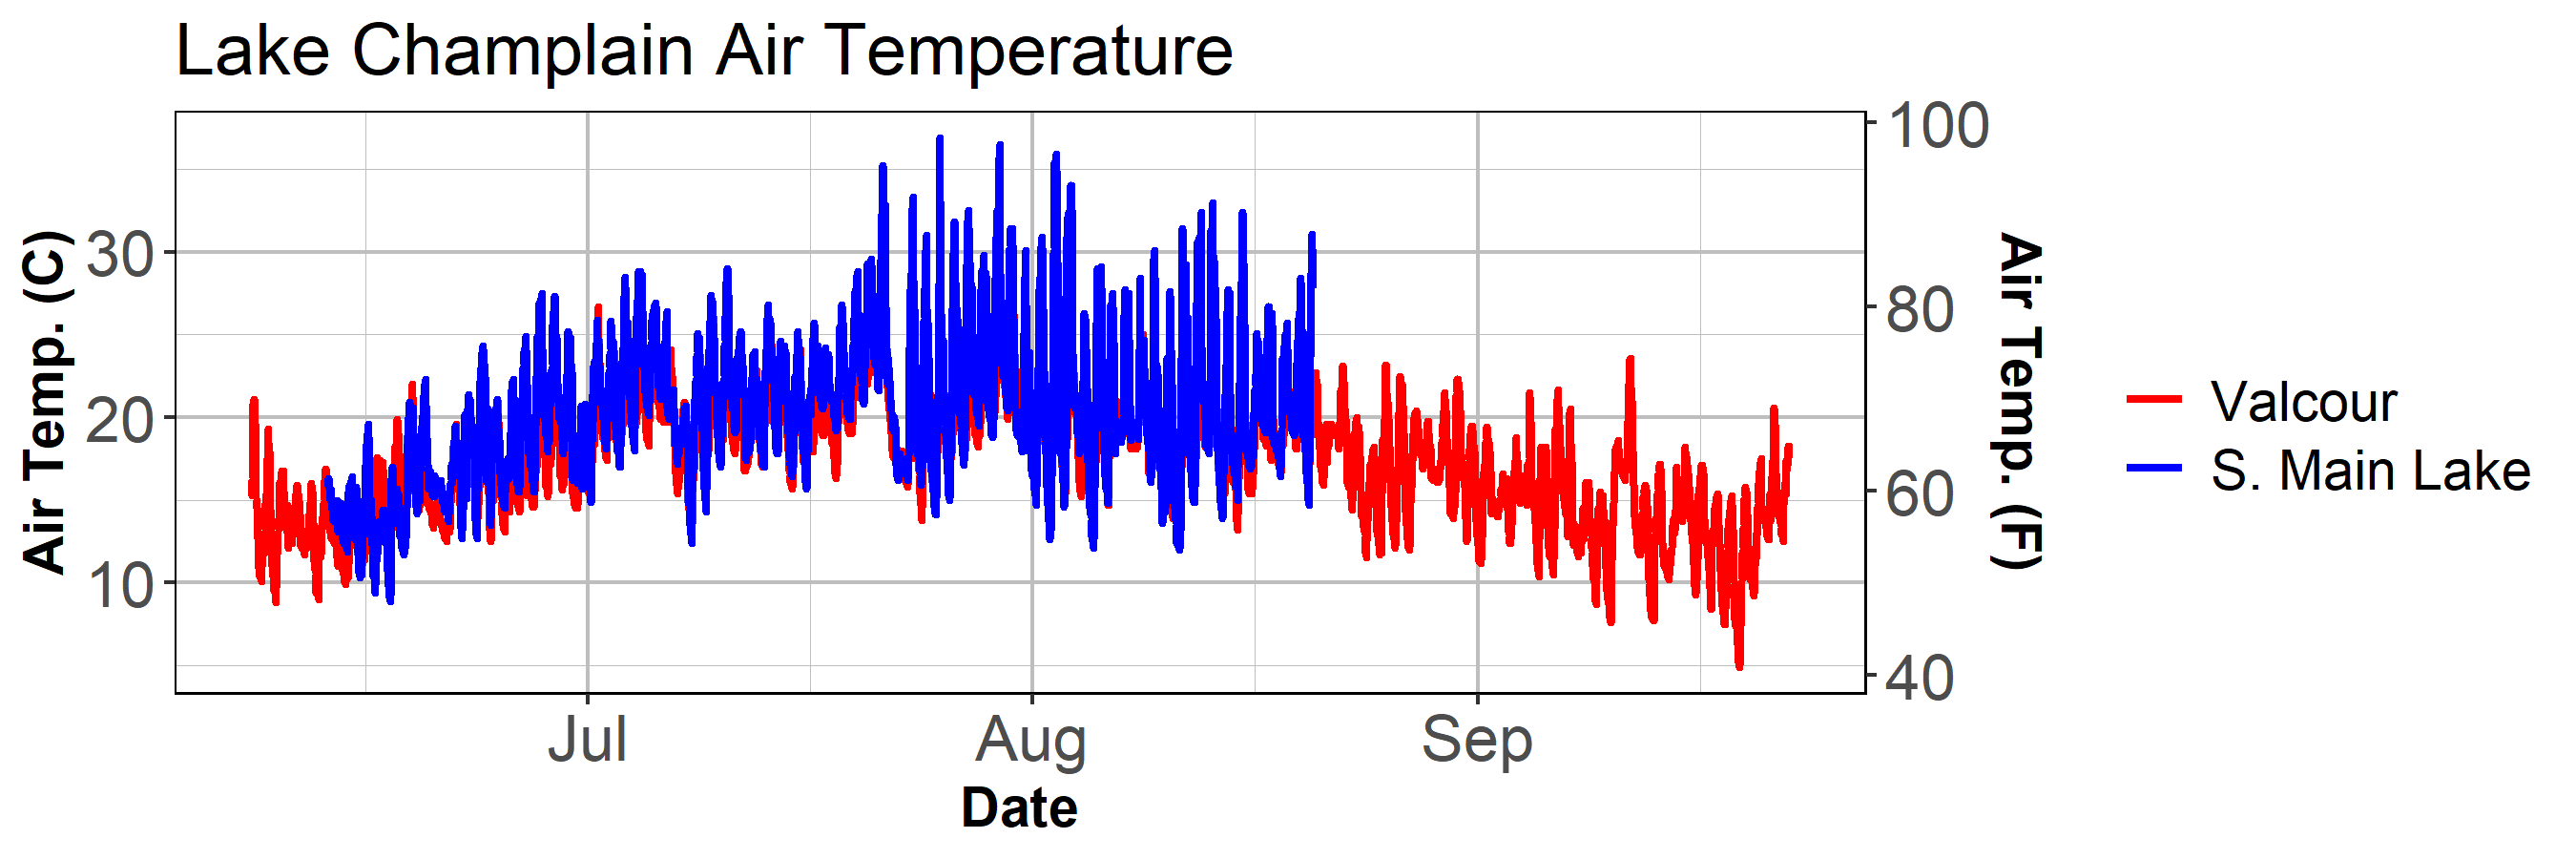 Lake Champlain Air Temperature
Air Temp. (C)
30
20
10
100
80
60
40
Air Temp. (F)
Jul
Aug
Sep
Date
Valcour
S. Main Lake